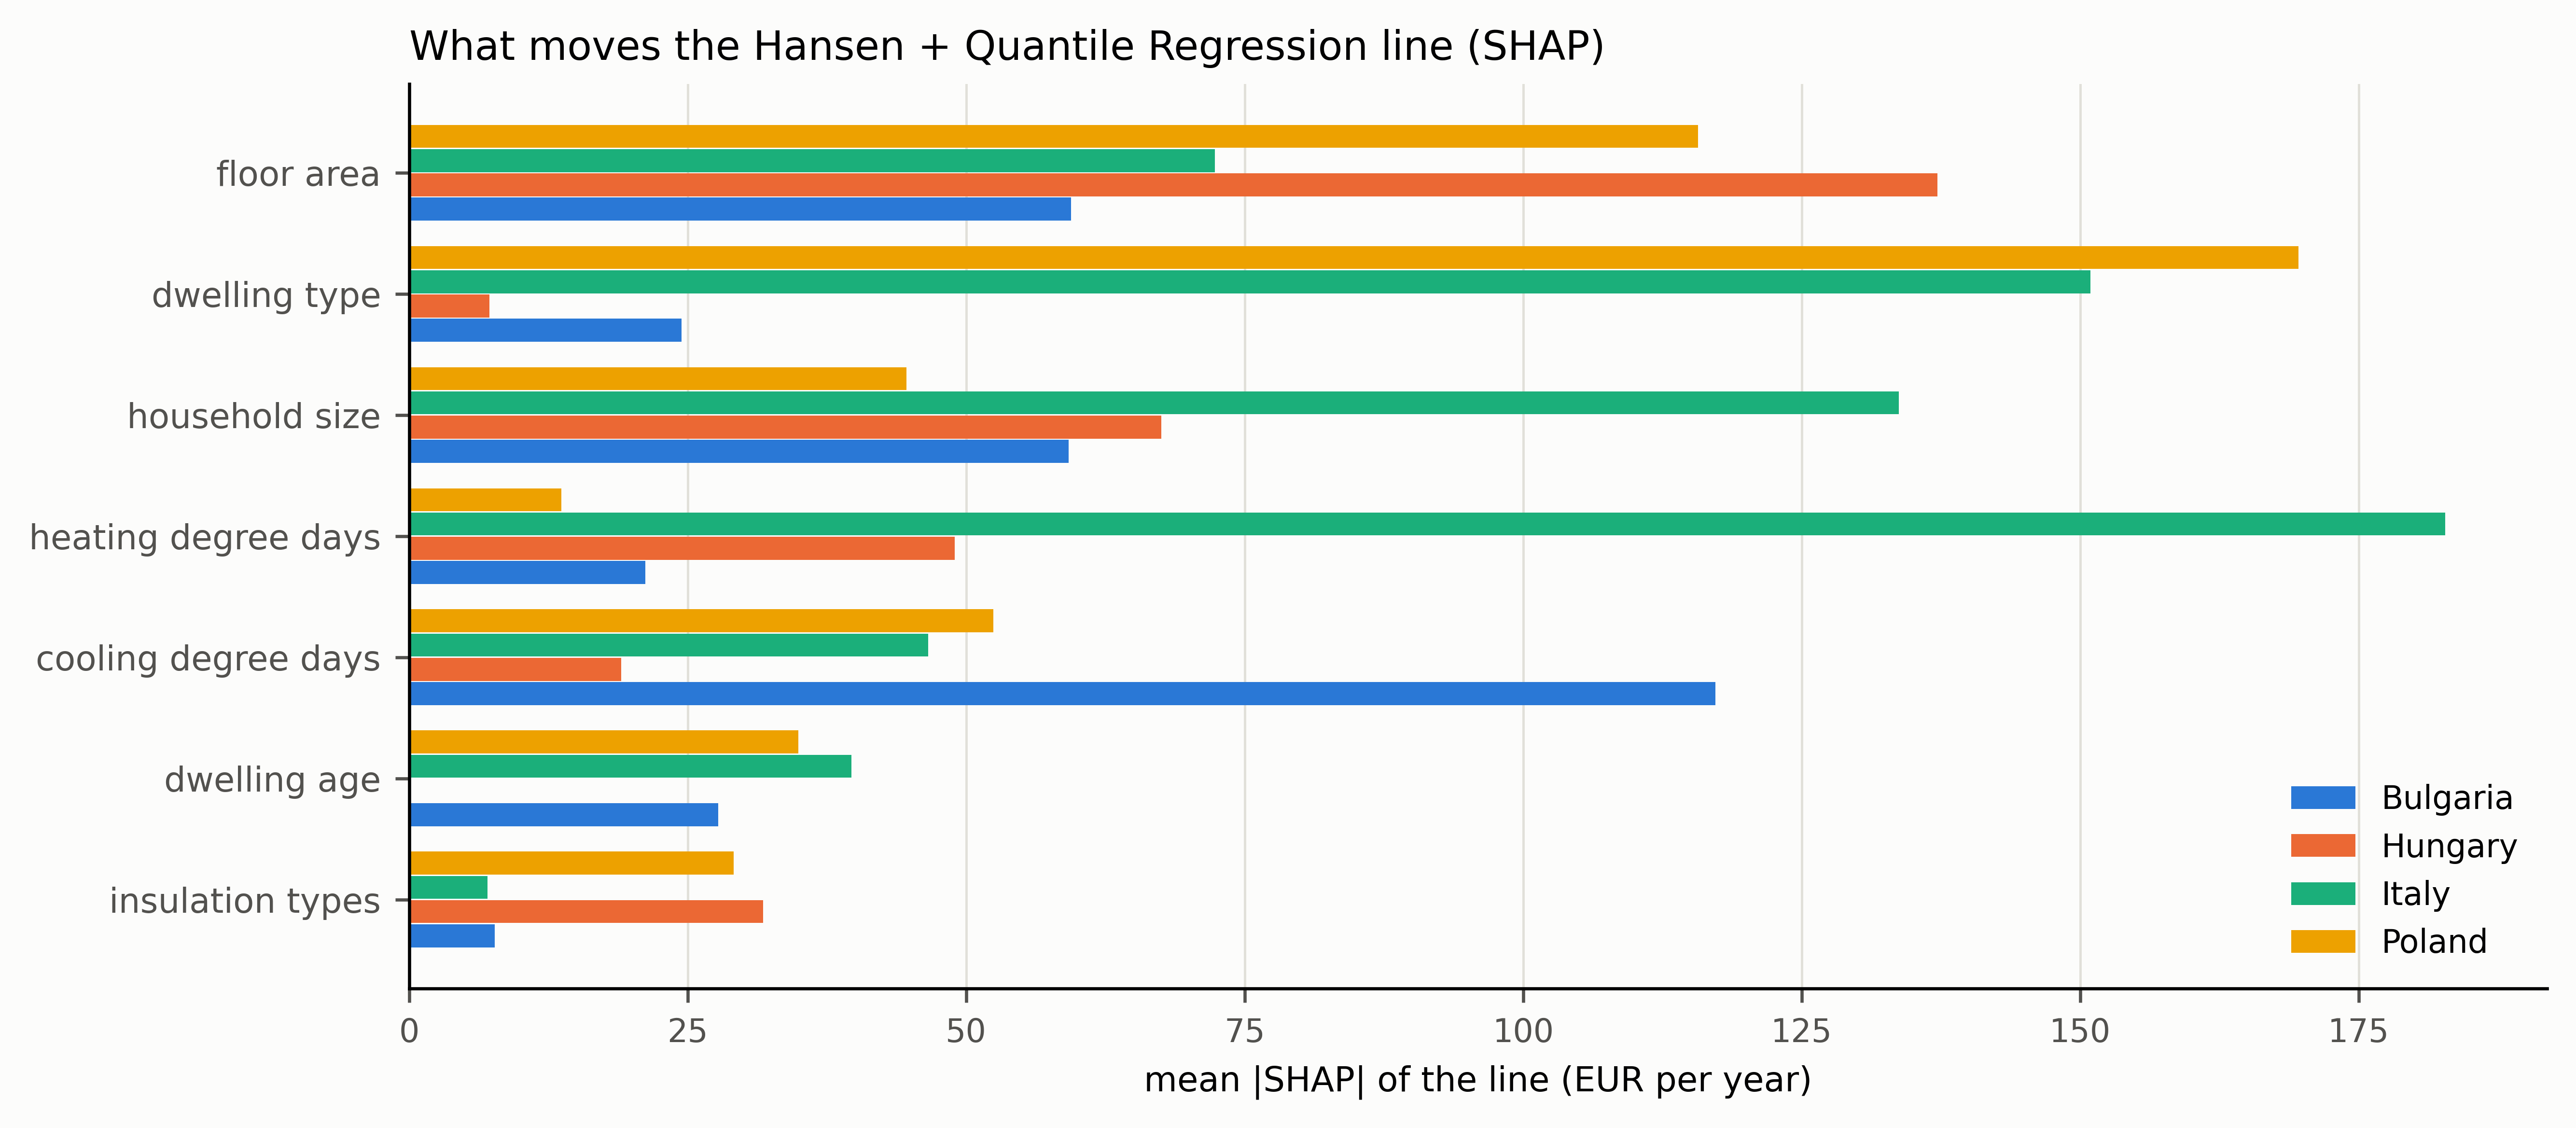 What moves the Hansen + Quantile Regression line (SHAP)
floor area
dwelling type
household size
heating degree days
cooling degree days
dwelling age
insulation types
Bulgaria
Hungary
Italy
Poland
0 25 50 75 100 125 150 175
mean |SHAP| of the line (EUR per year)